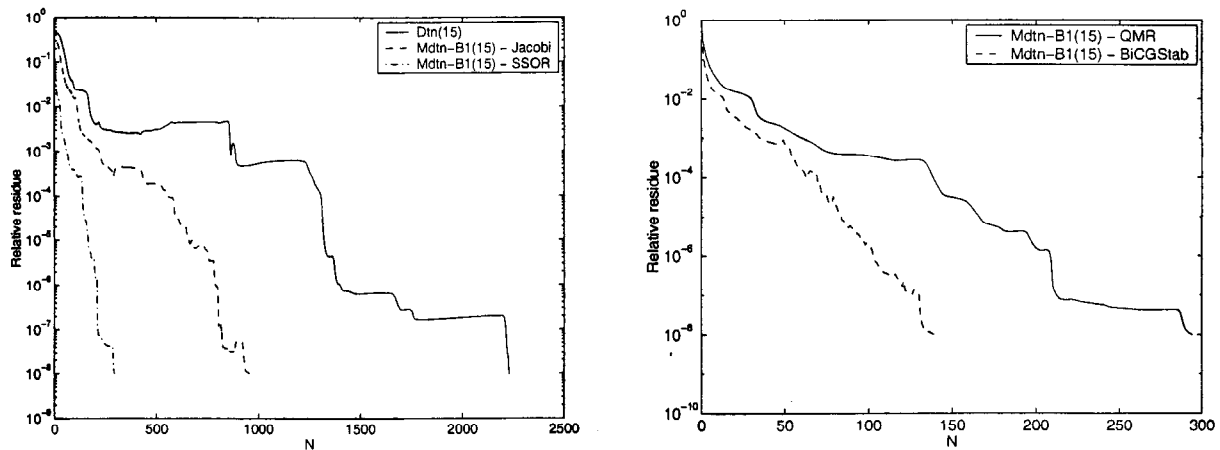 10^0
10^-1
10^-2
10^-3
10^-4
10^-5
10^-6
10^-7
10^-8
10^-9
Relative residue
0 500 1000 1500 2000 2500
N
Dtn(15)
Mdtn-B1(15) - Jacobi
Mdtn-B1(15) - SSOR
10^0
10^-2
10^-4
10^-6
10^-8
10^-10
Relative residue
0 50 100 150 200 250 300
N
Mdtn-B1(15) - QMR
Mdtn-B1(15) - BiCGStab